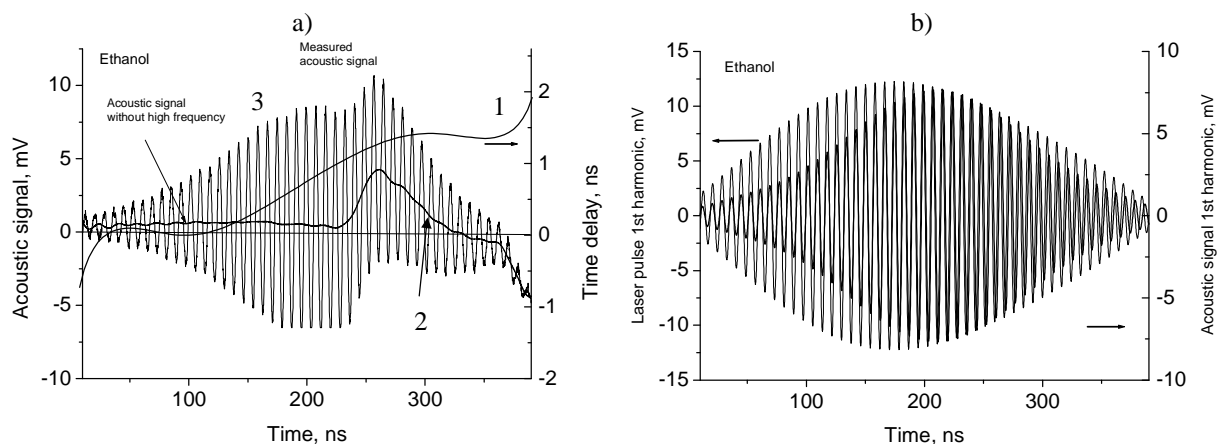 a)
Ethanol
Measured
acoustic signal
3
1
Acoustic signal
without high frequency
2
10
5
0
-5
-10
Acoustic signal, mV
2
1
0
-1
-2
Time delay, ns
100
200
300
Time, ns
b)
Ethanol
15
10
5
0
-5
-10
-15
Laser pulse 1st harmonic, mV
10
5
0
-5
-10
Acoustic signal 1st harmonic, mV
100
200
300
Time, ns